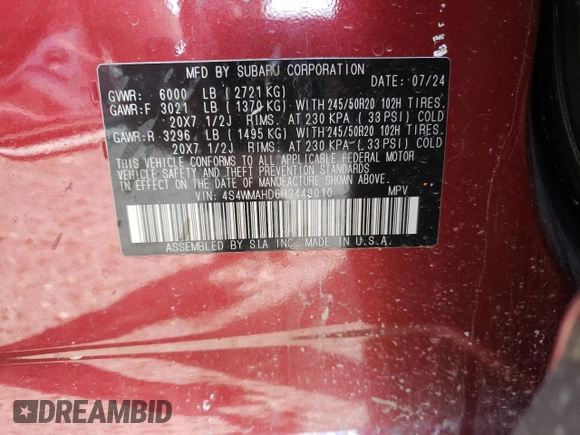 MFD BY SUBARU CORPORATION DATE: 07/24
GVWR: 6000 LB ( 2721 KG)
GAWR:F 3021 LB ( 1370 KG) WITH 245/50R20 102H TIRES.
20X7 1/2J RIMS. AT 230 KPA ( 33 PSI) COLD
GAWR:R 3296 LB ( 1495 KG) WITH 245/50R20 102H TIRES.
20X7 1/2J RIMS. AT 230 KPA ( 33 PSI) COLD
THIS VEHICLE CONFORMS TO ALL APPLICABLE FEDERAL MOTOR
VEHICLE SAFETY AND THEFT PREVENTION STANDARDS
IN EFFECT ON THE DATE OF MANUFACTURE SHOWN ABOVE.
VIN: 4S4WMAHD6R3449010 MPV
ASSEMBLED BY SIA INC. MADE IN U.S.A.
DREAMBID